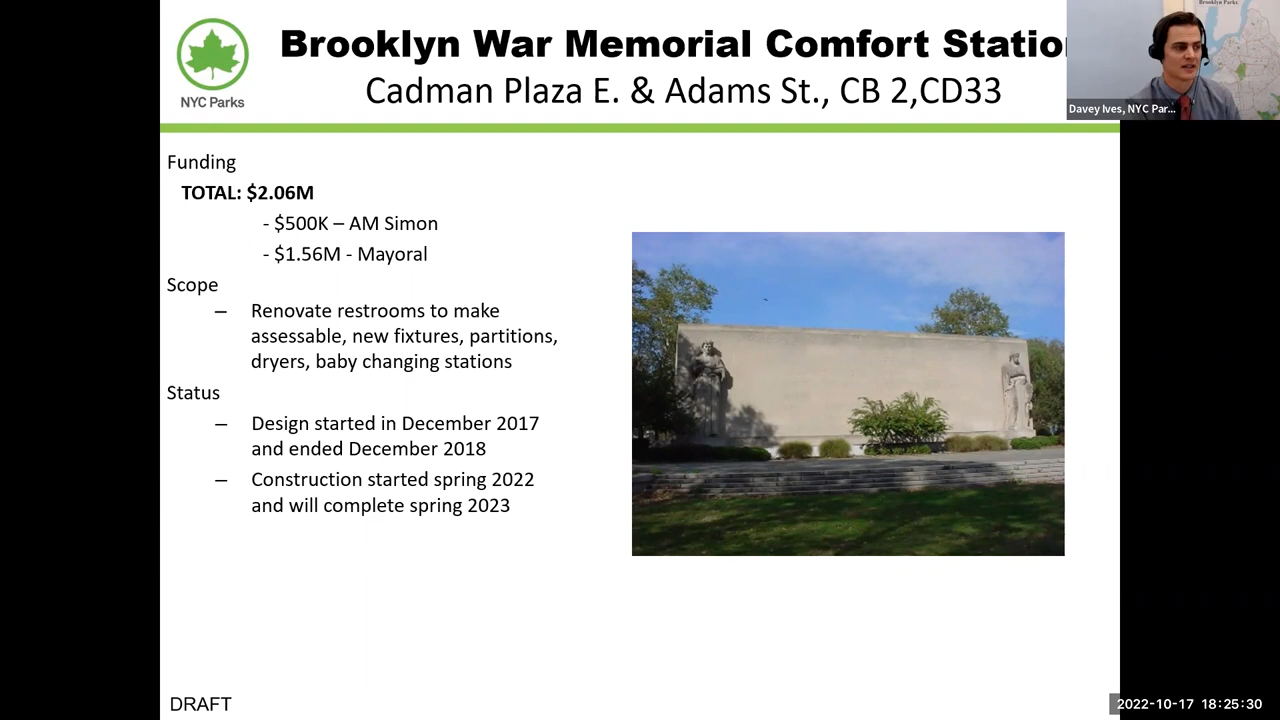 NYC Parks
Brooklyn War Memorial Comfort Statio
Cadman Plaza E. & Adams St., CB 2,CD33
Brooklyn Parks
Davey Ives, NYC Par...
Funding
TOTAL: $2.06M
- $500K – AM Simon
- $1.56M - Mayoral
Scope
– Renovate restrooms to make
assessable, new fixtures, partitions,
dryers, baby changing stations
Status
– Design started in December 2017
and ended December 2018
– Construction started spring 2022
and will complete spring 2023
DRAFT
2022-10-17 18:25:30